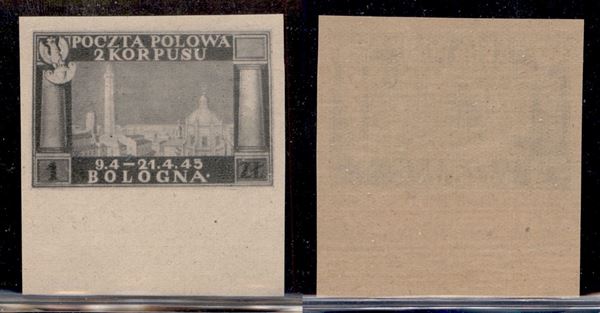 POCZTA POLOWA
2 KORPUSU
9.4—21.4.45
1 BOLOGNA· ZŁ